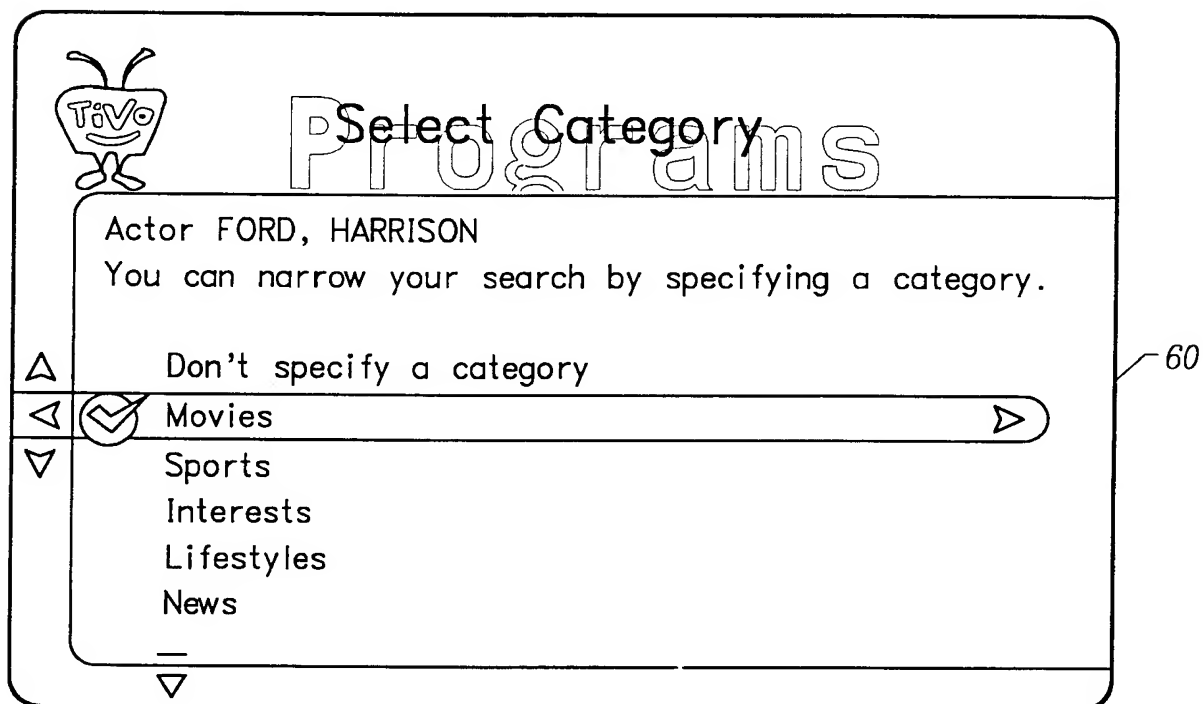 TiVo
Programs
Select Category
Actor FORD, HARRISON
You can narrow your search by specifying a category.
Don't specify a category
60
Movies
Sports
Interests
Lifestyles
News